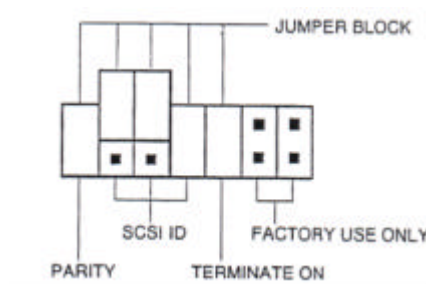 JUMPER BLOCK
SCSI ID
FACTORY USE ONLY
PARITY
TERMINATE ON